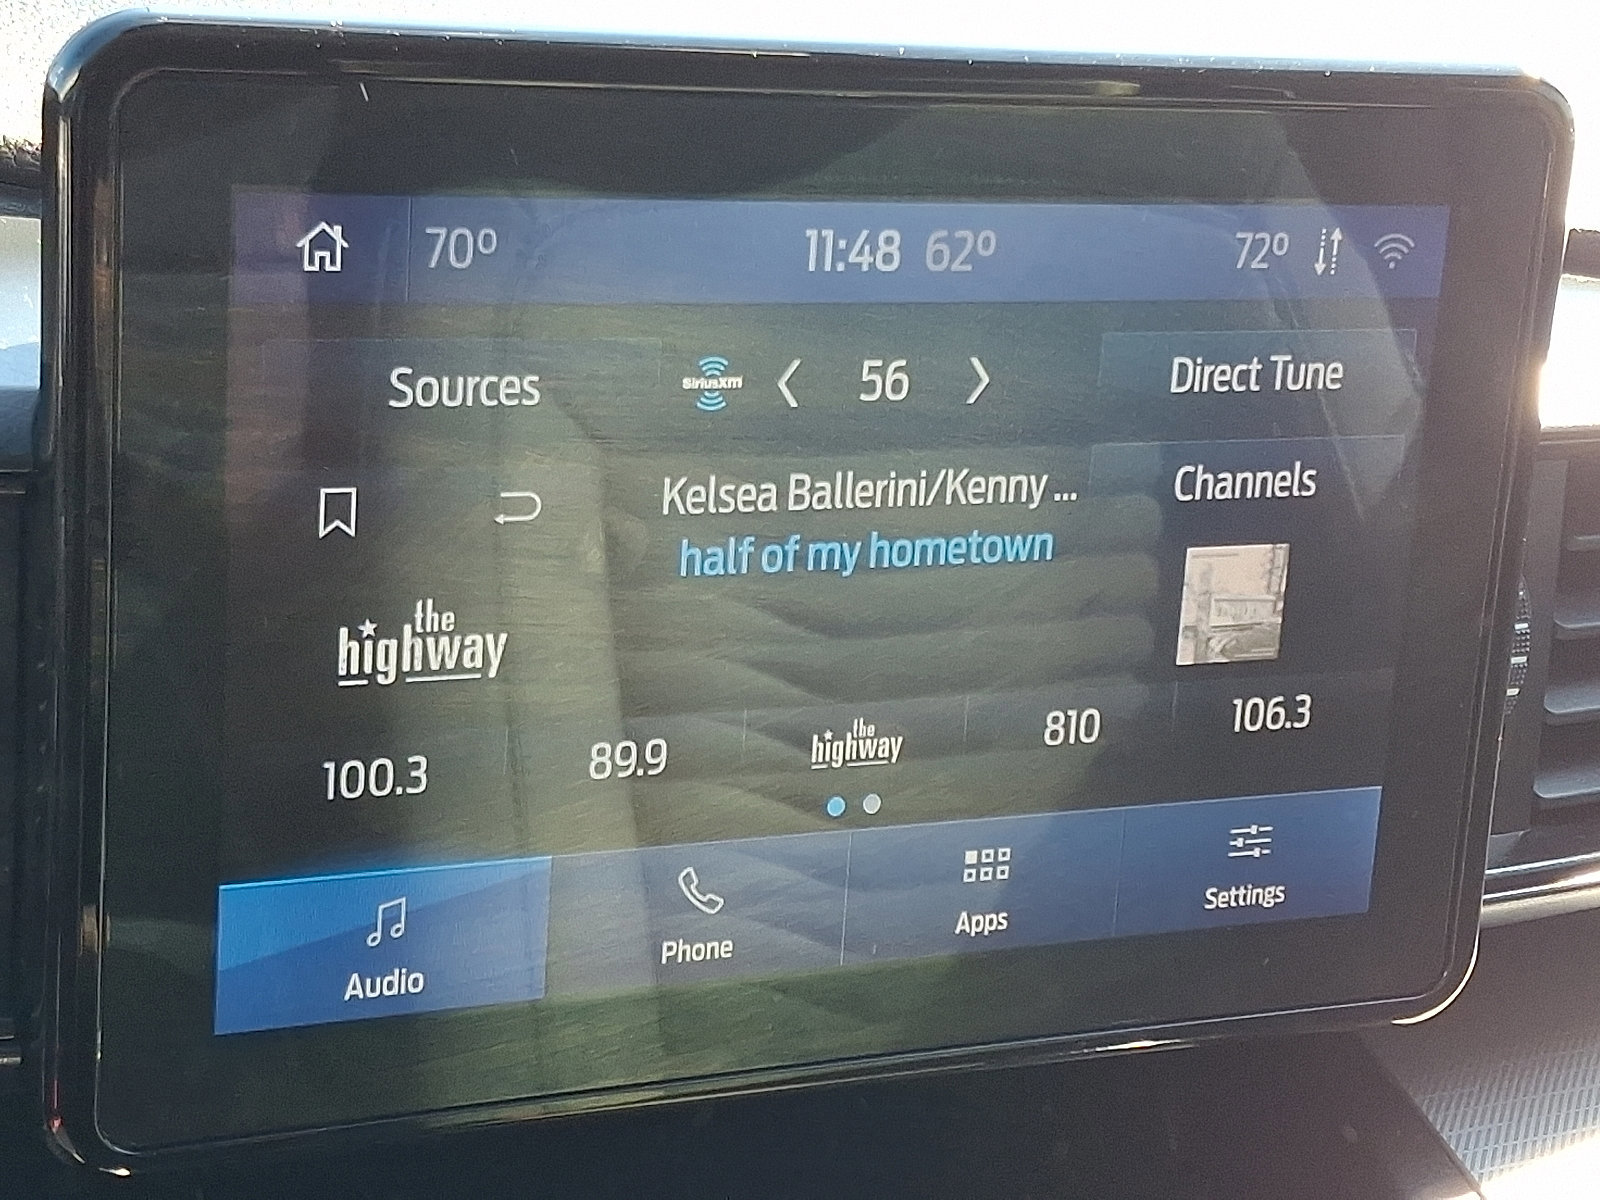 70° 11:48 62° 72°
Sources SiriusXM < 56 > Direct Tune
Kelsea Ballerini/Kenny ... Channels
half of my hometown
the
highway
100.3 89.9 the highway 810 106.3
Audio Phone Apps Settings